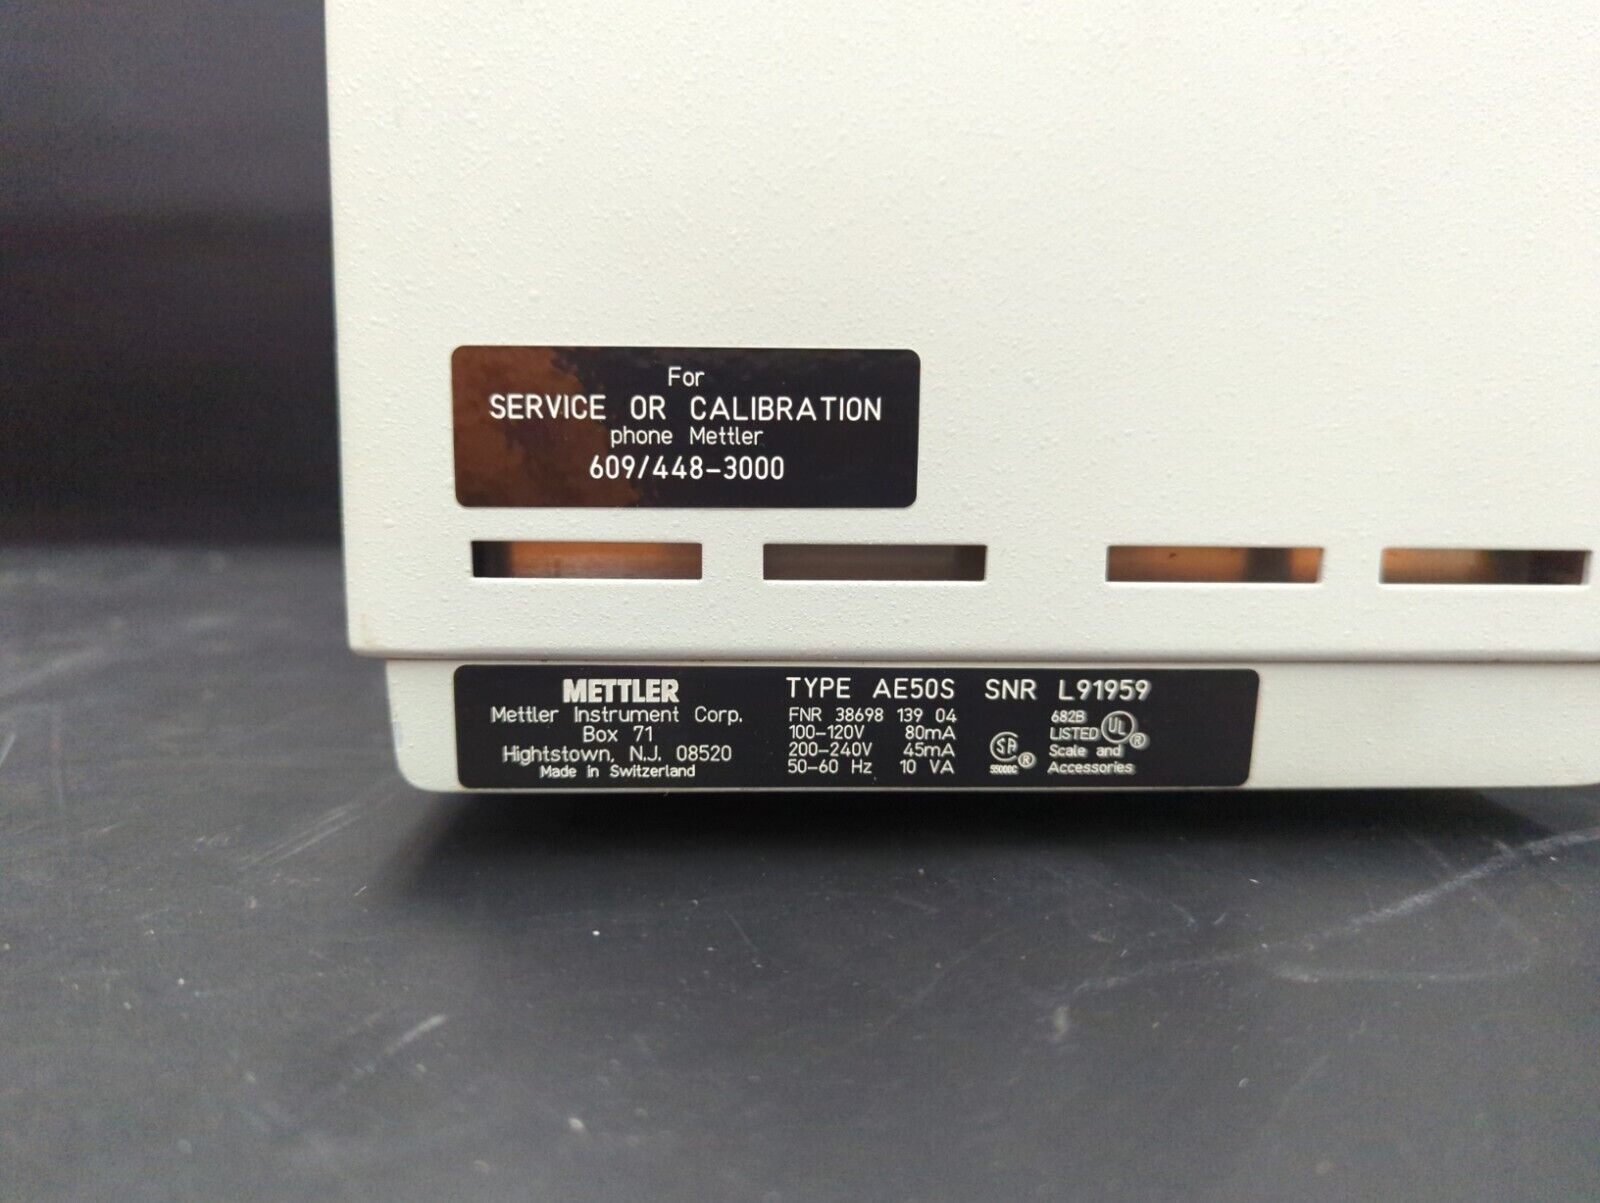 For
SERVICE OR CALIBRATION
phone Mettler
609/448-3000
METTLER
Mettler Instrument Corp.
Box 71
Hightstown, N.J. 08520
Made in Switzerland
TYPE AE50S SNR L91959
FNR 38698 139 04
100-120V 80mA
200-240V 45mA
50-60 Hz 10 VA
SA ®
682B
LISTED UL ®
Scale and
Accessories